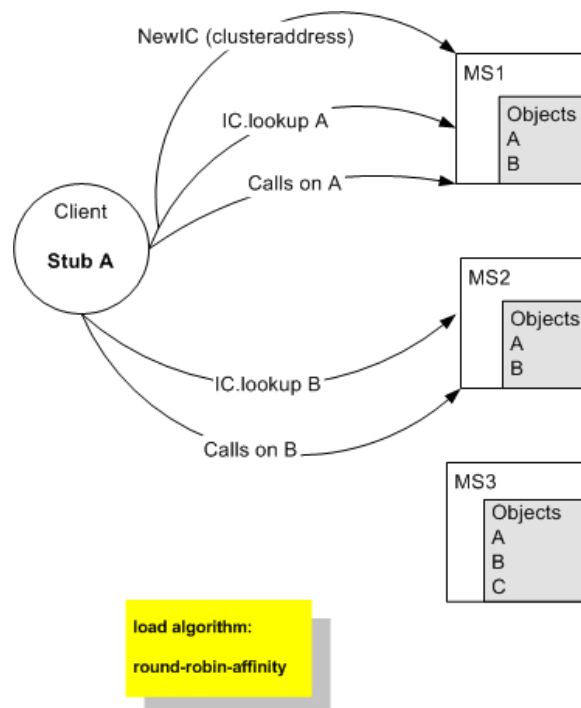 NewIC (clusteraddress)
MS1
Objects
A
B
IC.lookup A
Calls on A
Client
Stub A
MS2
Objects
A
B
IC.lookup B
Calls on B
MS3
Objects
A
B
C
load algorithm:
round-robin-affinity